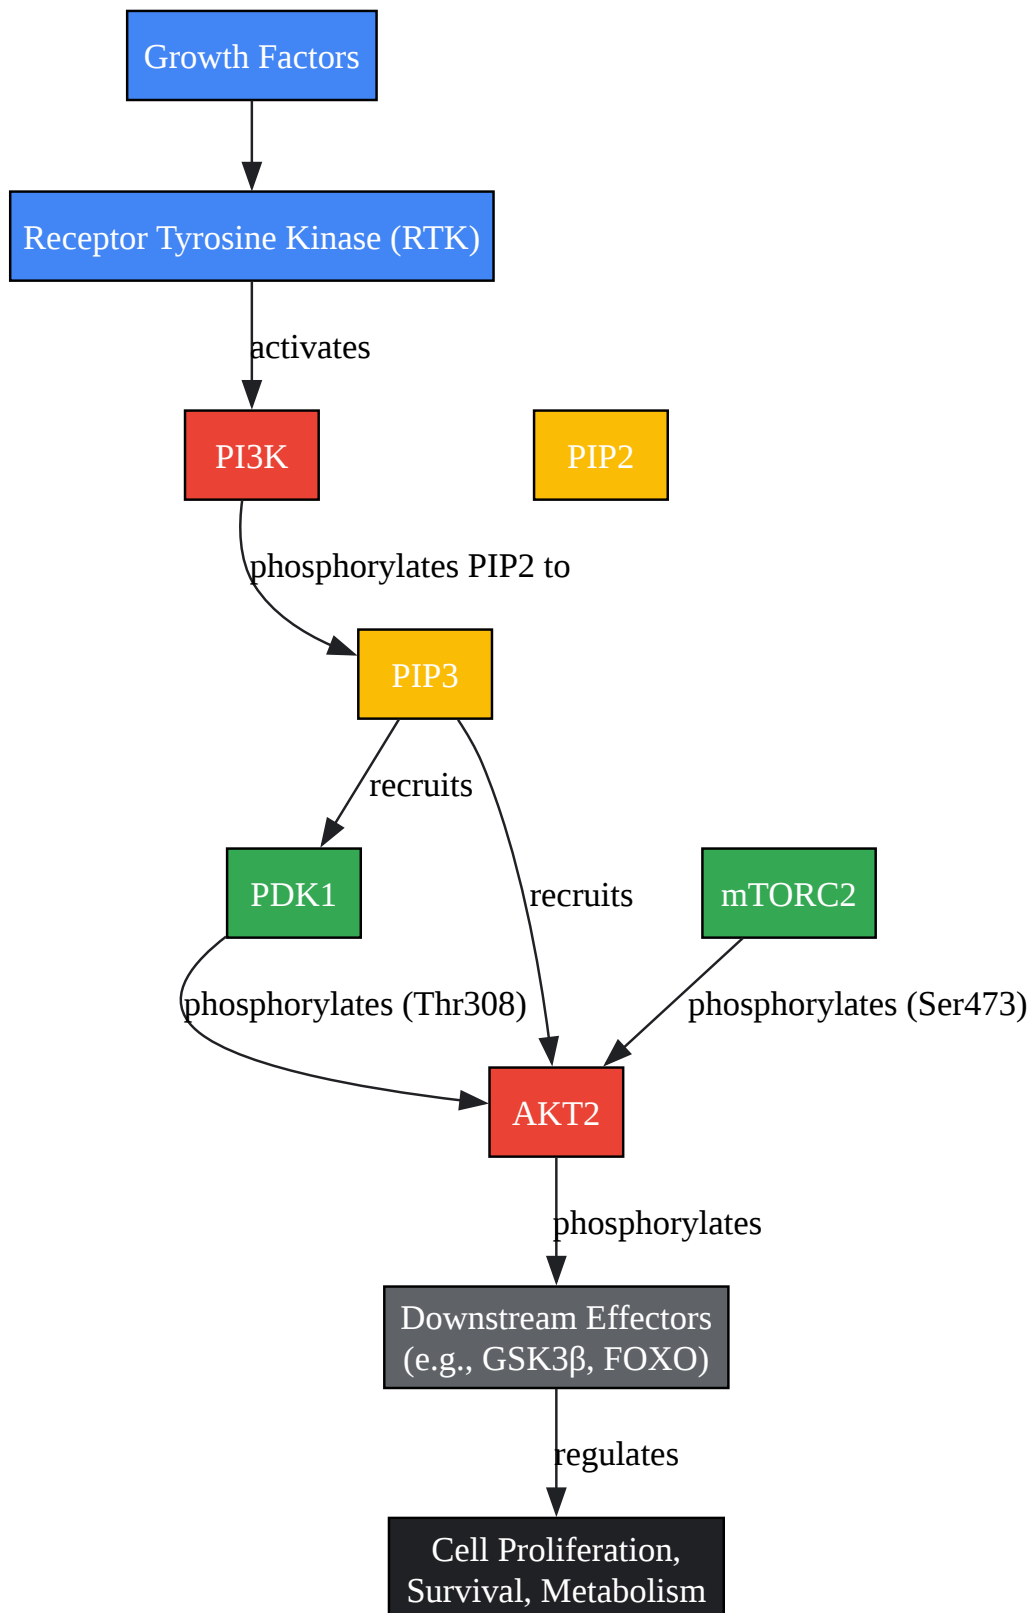 Growth Factors
Receptor Tyrosine Kinase (RTK)
activates
PI3K
PIP2
phosphorylates PIP2 to
PIP3
recruits
PDK1
recruits
mTORC2
phosphorylates (Thr308)
phosphorylates (Ser473)
AKT2
phosphorylates
Downstream Effectors
(e.g., GSK3β, FOXO)
regulates
Cell Proliferation,
Survival, Metabolism